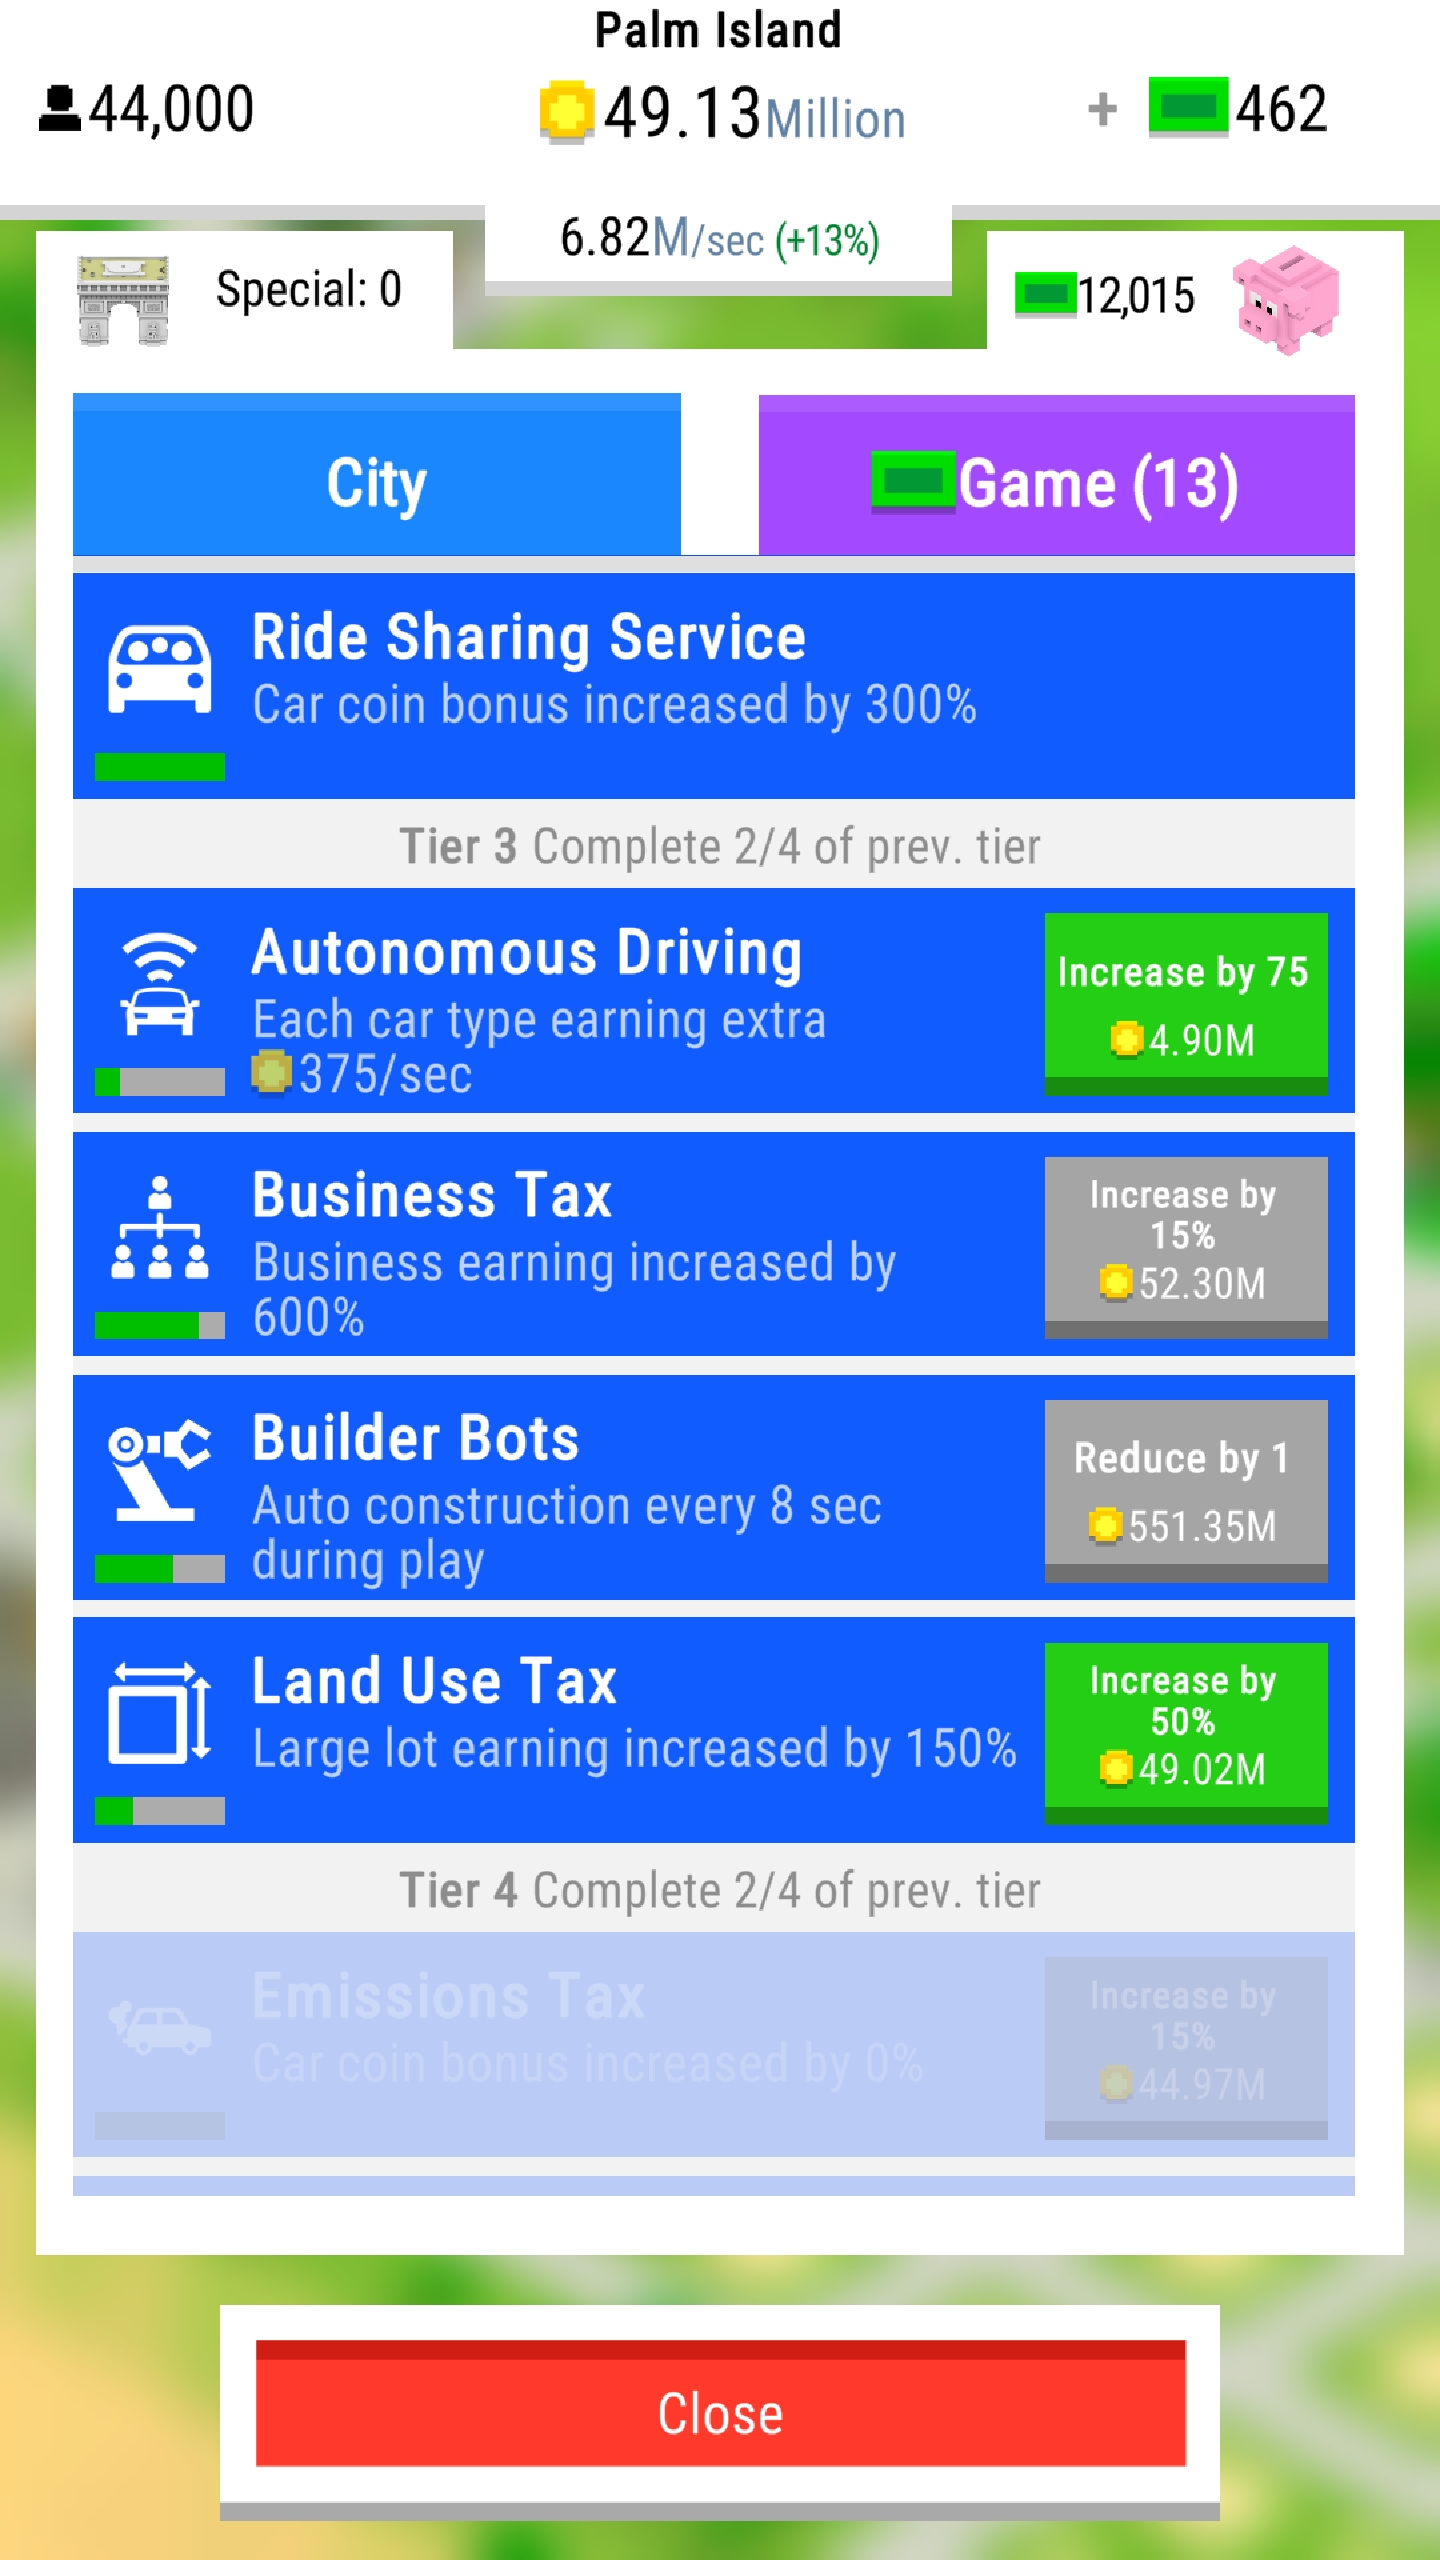 Palm Island
44,000
49.13Million
+ 462
6.82M/sec (+13%)
Special: 0
12,015
City
Game (13)
Ride Sharing Service
Car coin bonus increased by 300%
Tier 3 Complete 2/4 of prev. tier
Autonomous Driving
Each car type earning extra
375/sec
Increase by 75
4.90M
Business Tax
Business earning increased by
600%
Increase by
15%
52.30M
Builder Bots
Auto construction every 8 sec
during play
Reduce by 1
551.35M
Land Use Tax
Large lot earning increased by 150%
Increase by
50%
49.02M
Tier 4 Complete 2/4 of prev. tier
Emissions Tax
Car coin bonus increased by 0%
Increase by
15%
44.97M
Close